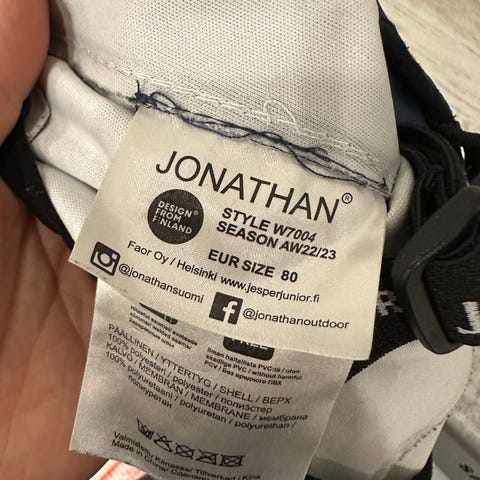 JONATHAN®
DESIGN®
FROM
FINLAND
STYLE W7004
SEASON AW22/23
EUR SIZE 80
Faor Oy / Helsinki www.jesperjunior.fi
@jonathansuomi
@jonathanoutdoor
ilman haitallista PVC:tä / utan
skadliga PVC / without harmful
PVC / Без вредного ПВХ
PÄÄLLINEN / YTTERTYG / SHELL / ВЕРХ
100% polyesteri / polyester / полиэстер
KALVO / MEMBRAN / MEMBRANE / мембрана
100% polyuretaani / polyuretan / polyurethan /
полиуретан
Valmistettu Kiinassa/ Tillverkad / Kina
Made in China/